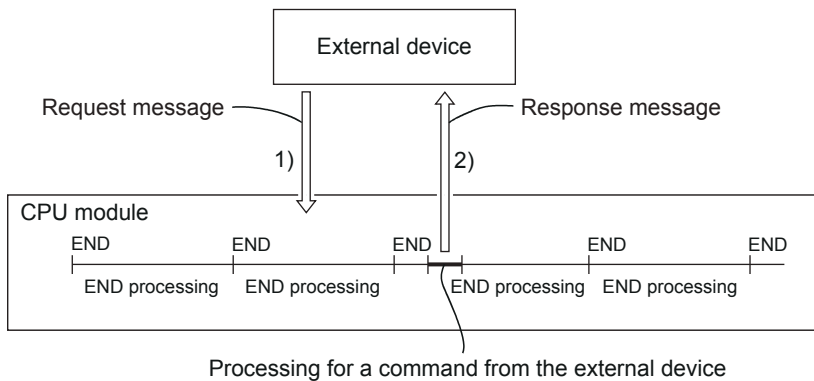 External device
Request message
Response message
1)
2)
CPU module
END
END
END
END
END
END processing
END processing
END processing
END processing
Processing for a command from the external device